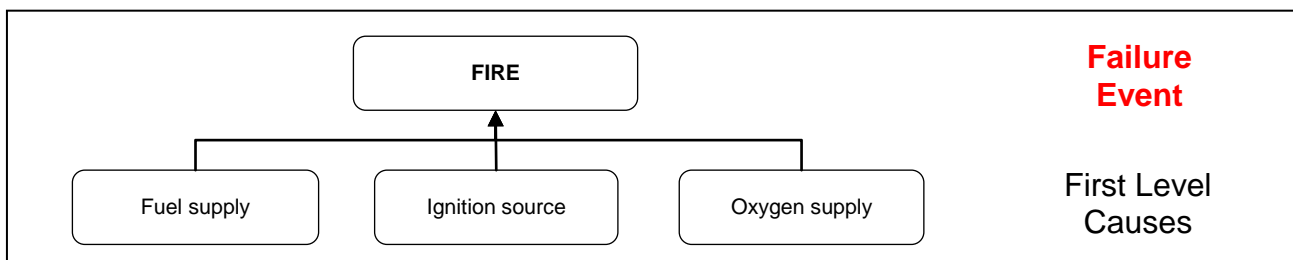 FIRE
Failure
Event
Fuel supply
Ignition source
Oxygen supply
First Level
Causes